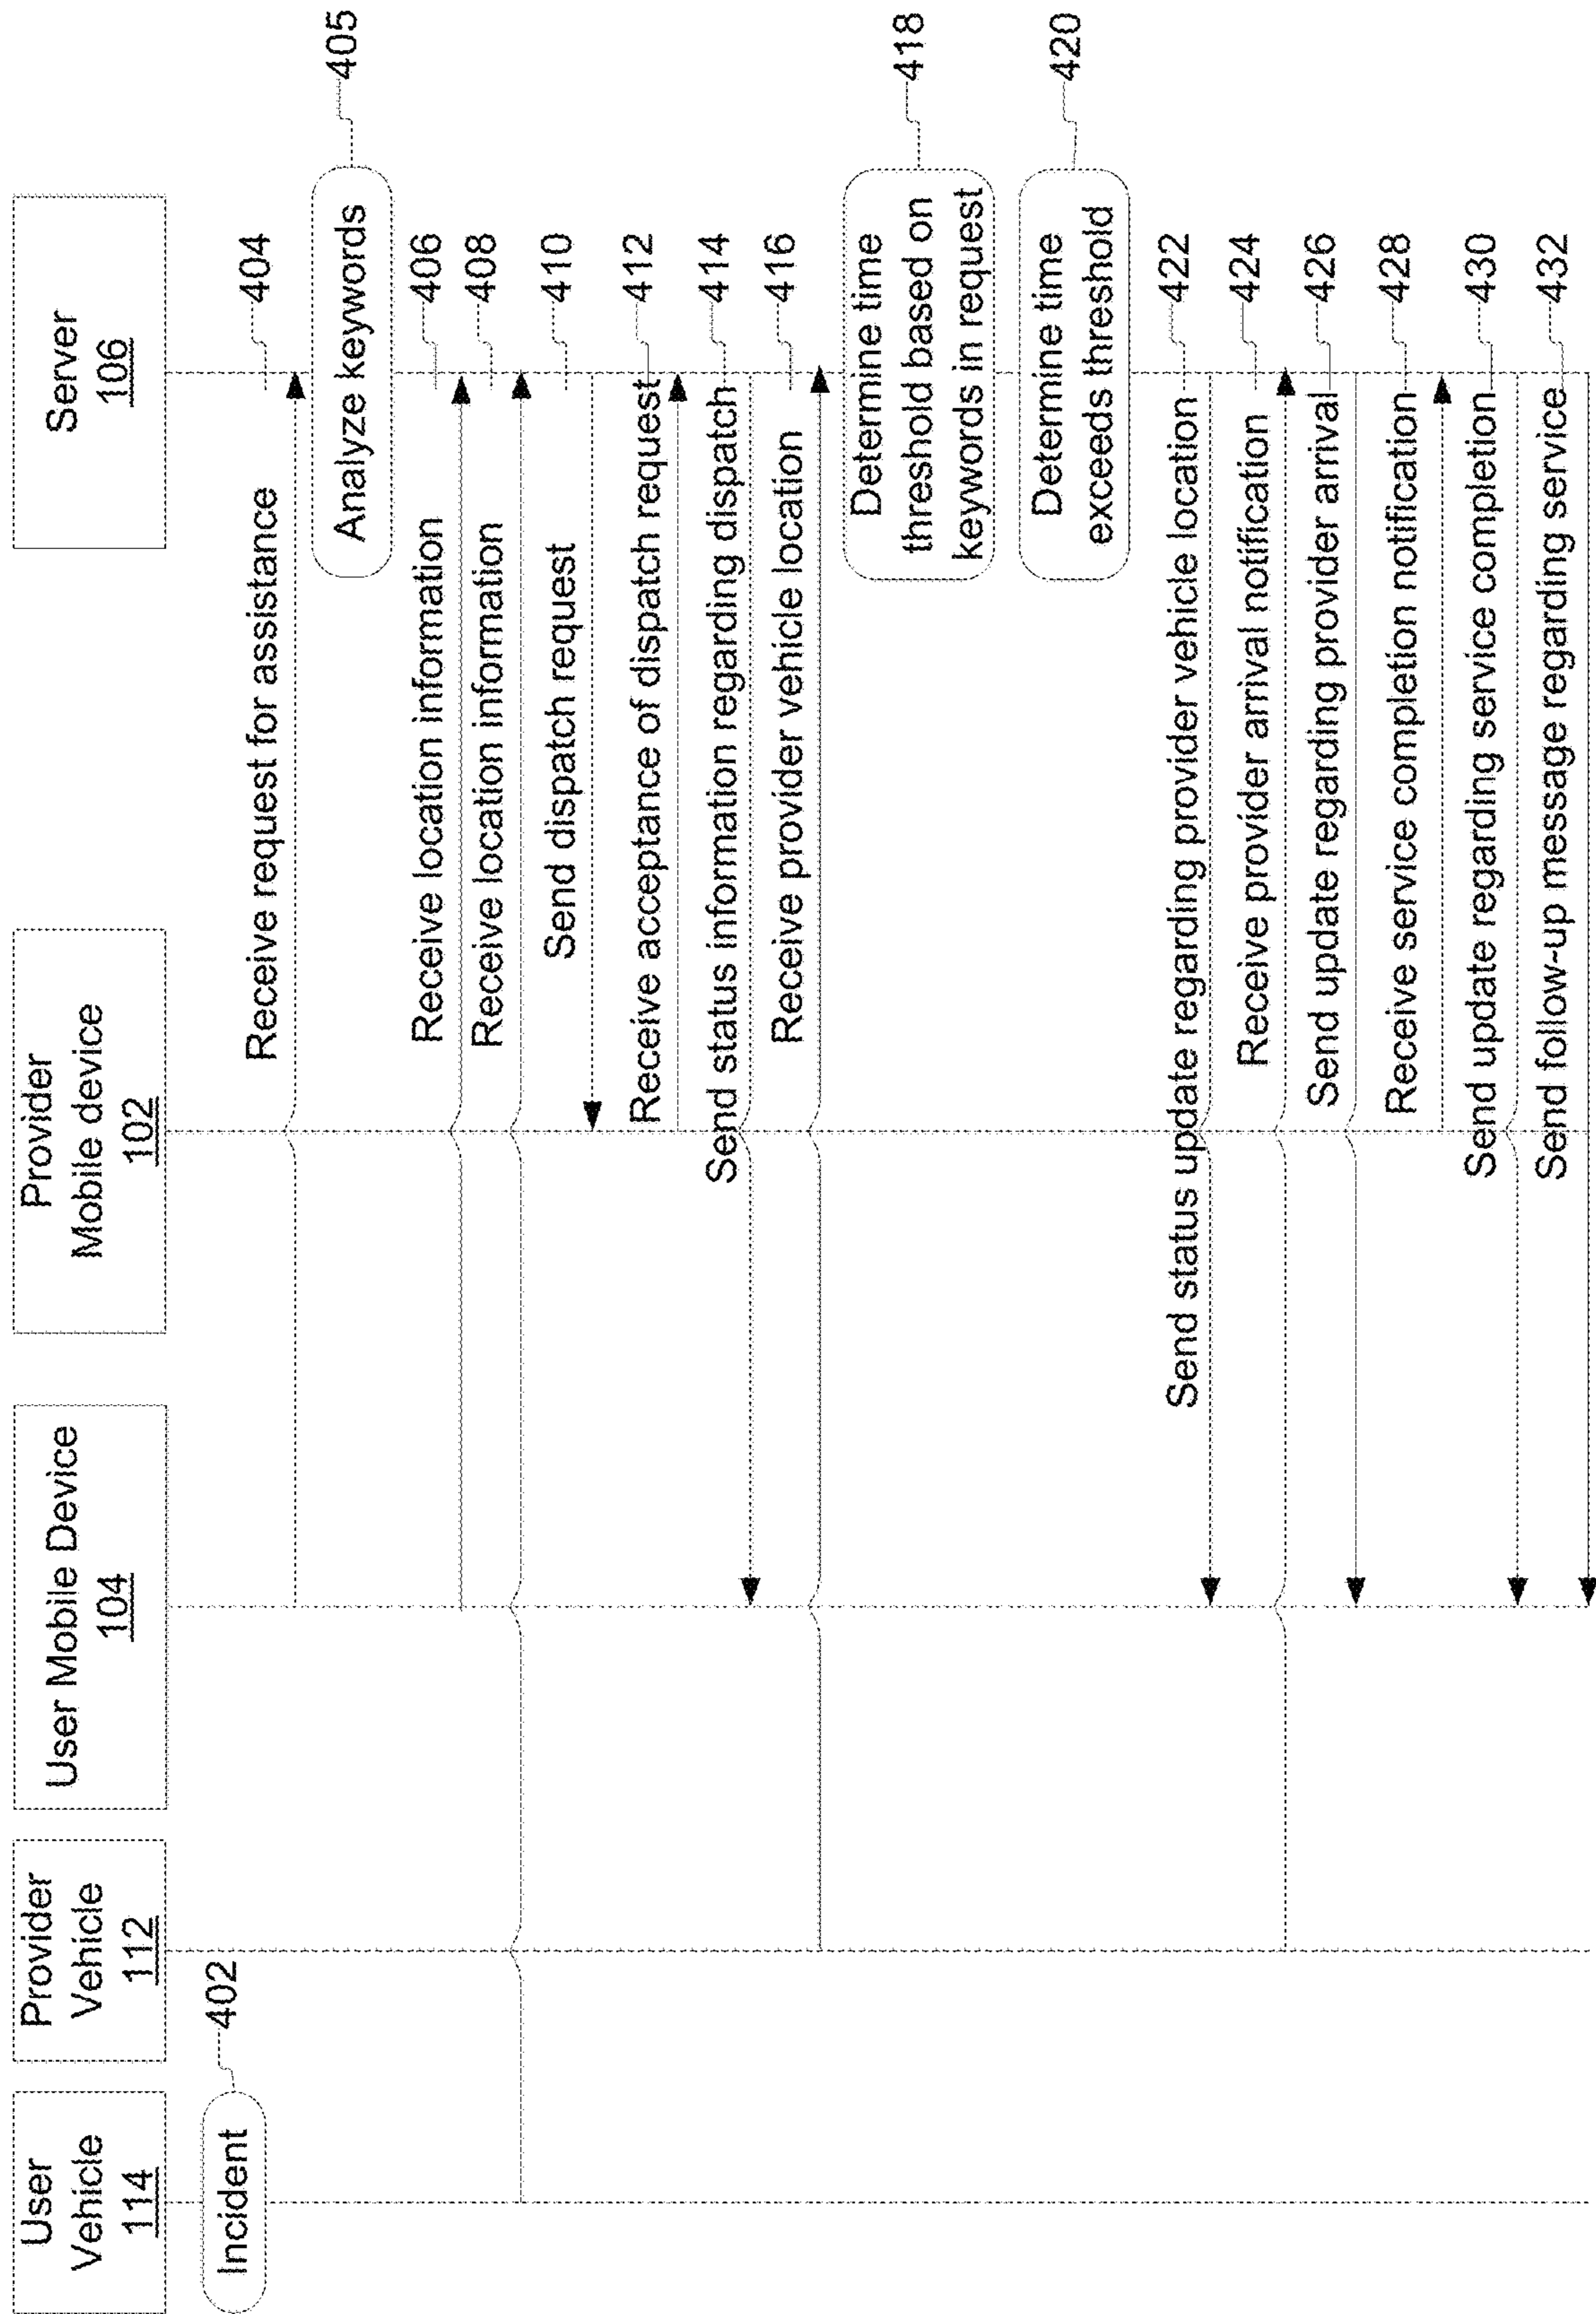 User
Vehicle
114
Provider
Vehicle
112
User Mobile Device
104
Provider
Mobile device
102
Server
106
Incident
402
Receive request for assistance
404
Analyze keywords
405
Receive location information
406
Receive location information
408
Send dispatch request
410
Receive acceptance of dispatch request
412
Send status information regarding dispatch
414
Receive provider vehicle location
416
Determine time
threshold based on
keywords in request
418
Determine time
exceeds threshold
420
Send status update regarding provider vehicle location
422
Receive provider arrival notification
424
Send update regarding provider arrival
426
Receive service completion notification
428
Send update regarding service completion
430
Send follow-up message regarding service
432